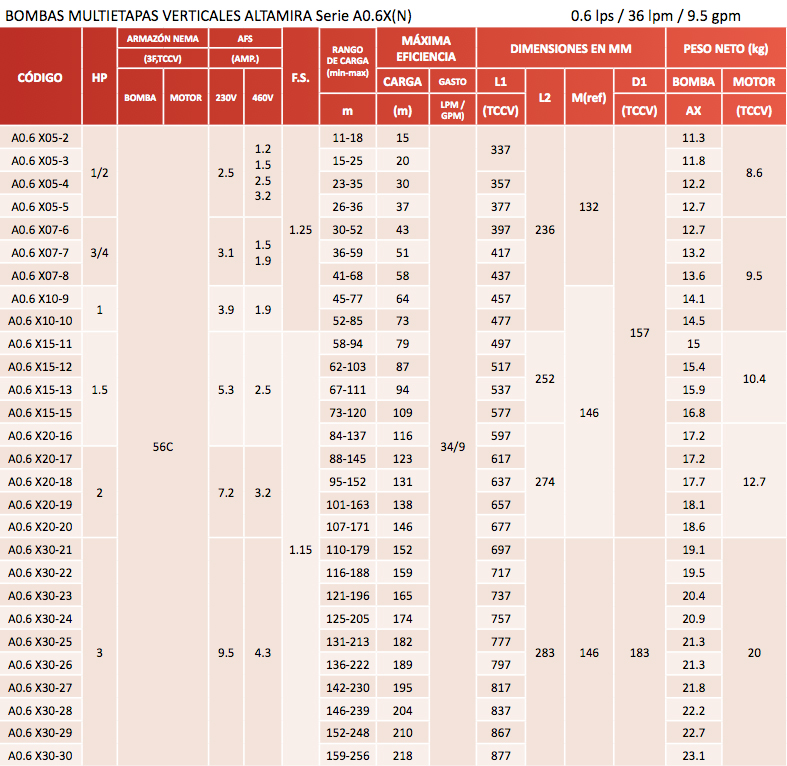 BOMBAS MULTIETAPAS VERTICALES ALTAMIRA Serie A0.6X(N) 0.6 lps / 36 lpm / 9.5 gpm
CÓDIGO HP ARMAZÓN NEMA (3F,TCCV) BOMBA MOTOR AFS (AMP.) 230V 460V F.S. RANGO DE CARGA (min-max) m MÁXIMA EFICIENCIA CARGA (m) GASTO LPM / GPM) DIMENSIONES EN MM L1 (TCCV) L2 M(ref) D1 (TCCV) PESO NETO (kg) BOMBA AX MOTOR (TCCV)
A0.6 X05-2 1/2 56C 2.5 1.2 1.5 2.5 3.2 1.25 11-18 15 34/9 337 236 132 157 11.3 8.6
A0.6 X05-3 15-25 20 11.8
A0.6 X05-4 23-35 30 357 12.2
A0.6 X05-5 26-36 37 377 12.7
A0.6 X07-6 3/4 3.1 1.5 1.9 30-52 43 397 12.7 9.5
A0.6 X07-7 36-59 51 417 13.2
A0.6 X07-8 41-68 58 437 13.6
A0.6 X10-9 1 3.9 1.9 45-77 64 457 146 14.1
A0.6 X10-10 52-85 73 477 14.5
A0.6 X15-11 1.5 5.3 2.5 1.15 58-94 79 497 252 15 10.4
A0.6 X15-12 62-103 87 517 15.4
A0.6 X15-13 67-111 94 537 15.9
A0.6 X15-15 73-120 109 577 16.8
A0.6 X20-16 84-137 116 597 274 17.2 12.7
A0.6 X20-17 2 7.2 3.2 88-145 123 617 17.2
A0.6 X20-18 95-152 131 637 17.7
A0.6 X20-19 101-163 138 657 18.1
A0.6 X20-20 107-171 146 677 18.6
A0.6 X30-21 3 9.5 4.3 110-179 152 697 283 146 183 19.1 20
A0.6 X30-22 116-188 159 717 19.5
A0.6 X30-23 121-196 165 737 20.4
A0.6 X30-24 125-205 174 757 20.9
A0.6 X30-25 131-213 182 777 21.3
A0.6 X30-26 136-222 189 797 21.3
A0.6 X30-27 142-230 195 817 21.8
A0.6 X30-28 146-239 204 837 22.2
A0.6 X30-29 152-248 210 867 22.7
A0.6 X30-30 159-256 218 877 23.1